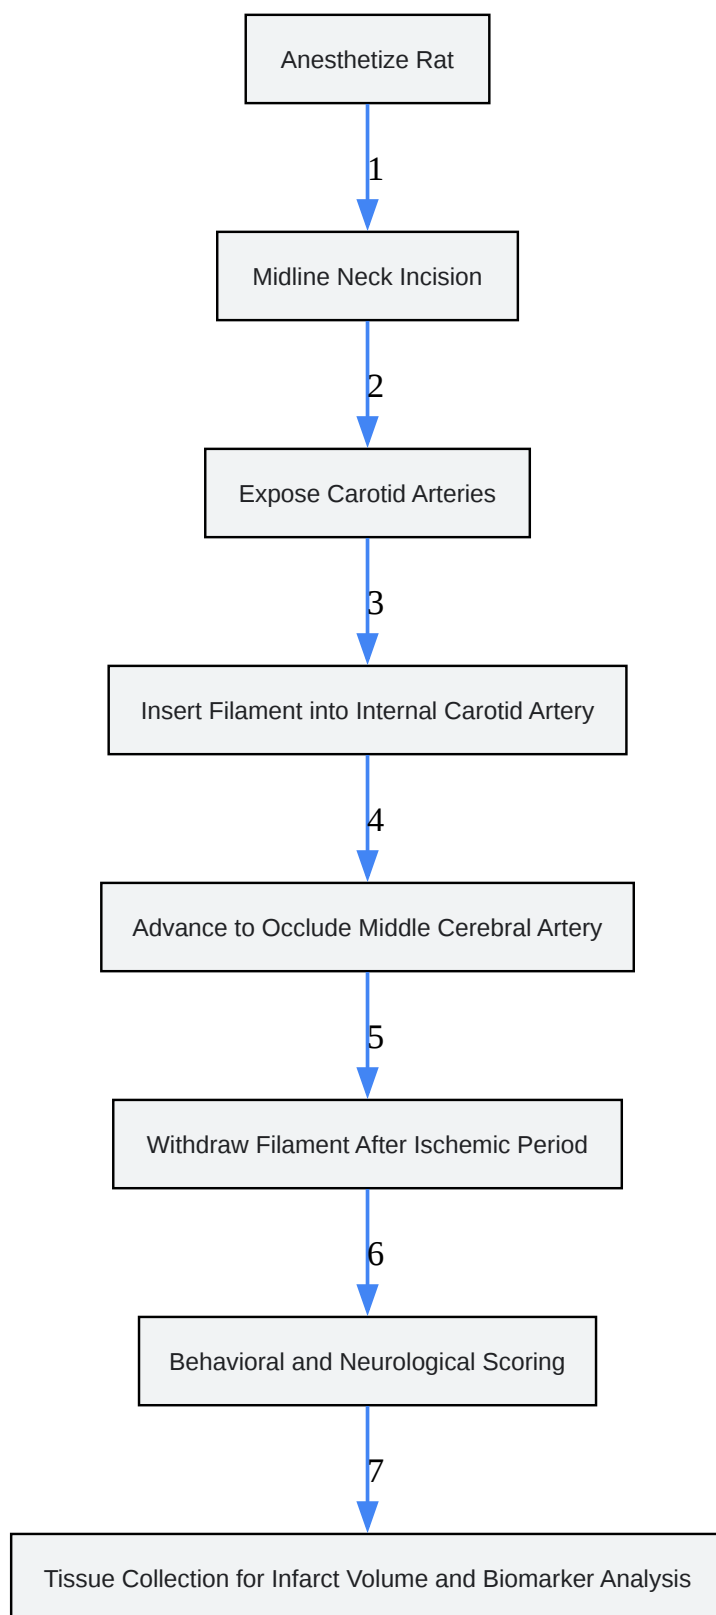 Anesthetize Rat
1
Midline Neck Incision
2
Expose Carotid Arteries
3
Insert Filament into Internal Carotid Artery
4
Advance to Occlude Middle Cerebral Artery
5
Withdraw Filament After Ischemic Period
6
Behavioral and Neurological Scoring
7
Tissue Collection for Infarct Volume and Biomarker Analysis